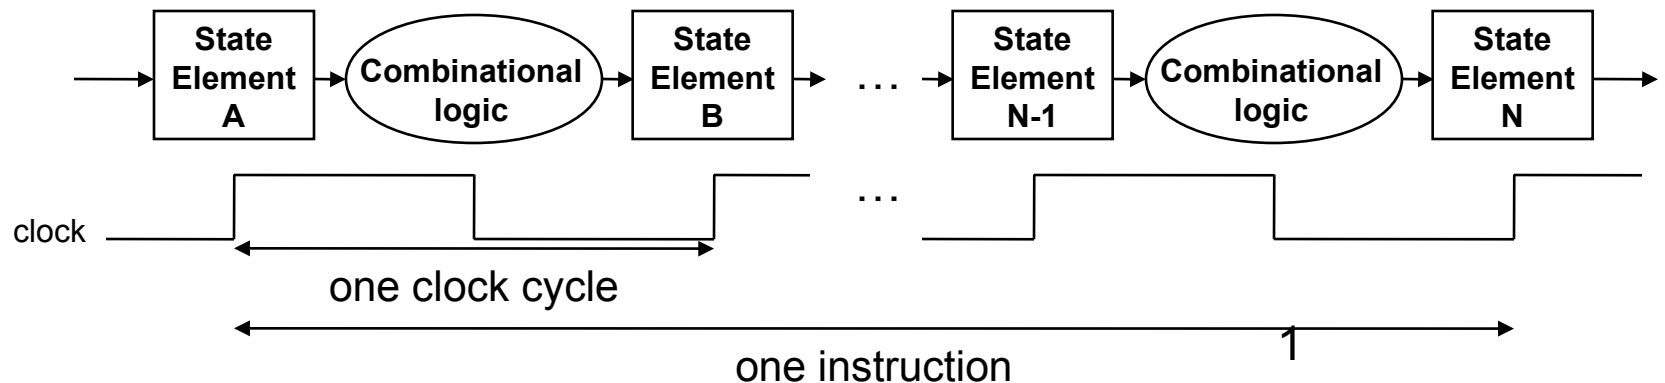 State
Element
A
Combinational
logic
State
Element
B
...
State
Element
N-1
Combinational
logic
State
Element
N
clock
...
one clock cycle
1
one instruction